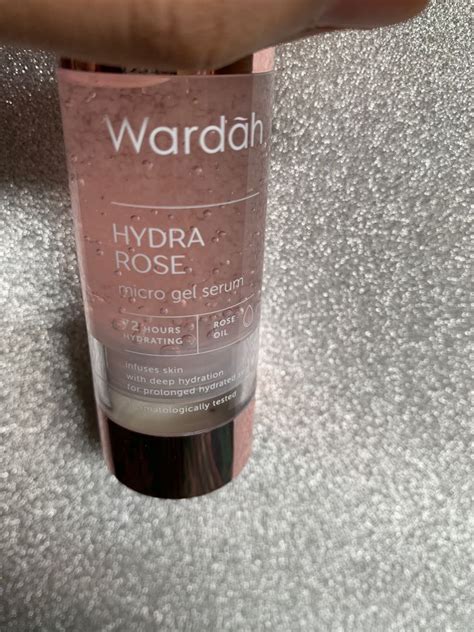 Wardāh
HYDRA
ROSE
micro gel serum
72 HOURS
HYDRATING
ROSE
OIL
infuses skin
with deep hydration
for prolonged hydrated
dermatologically tested